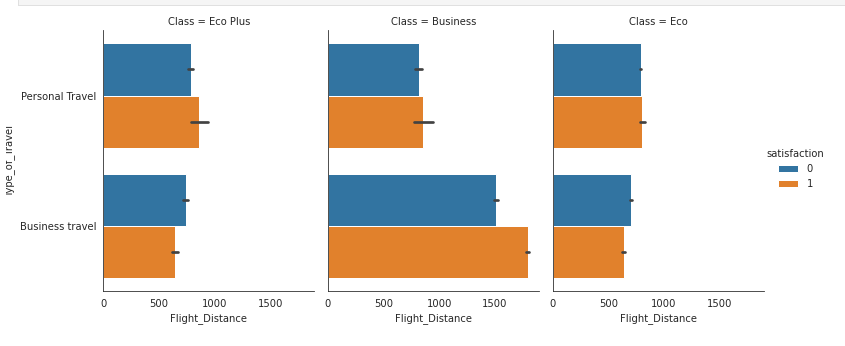 Class = Eco Plus
Class = Business
Class = Eco
Personal Travel
Business travel
Type_of_Travel
0
500
1000
1500
Flight_Distance
0
500
1000
1500
Flight_Distance
0
500
1000
1500
Flight_Distance
satisfaction
0
1